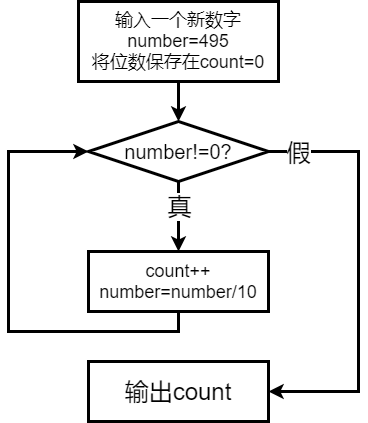 输入一个新数字
number=495
将位数保存在count=0
number!=0?
假
真
count++
number=number/10
输出count